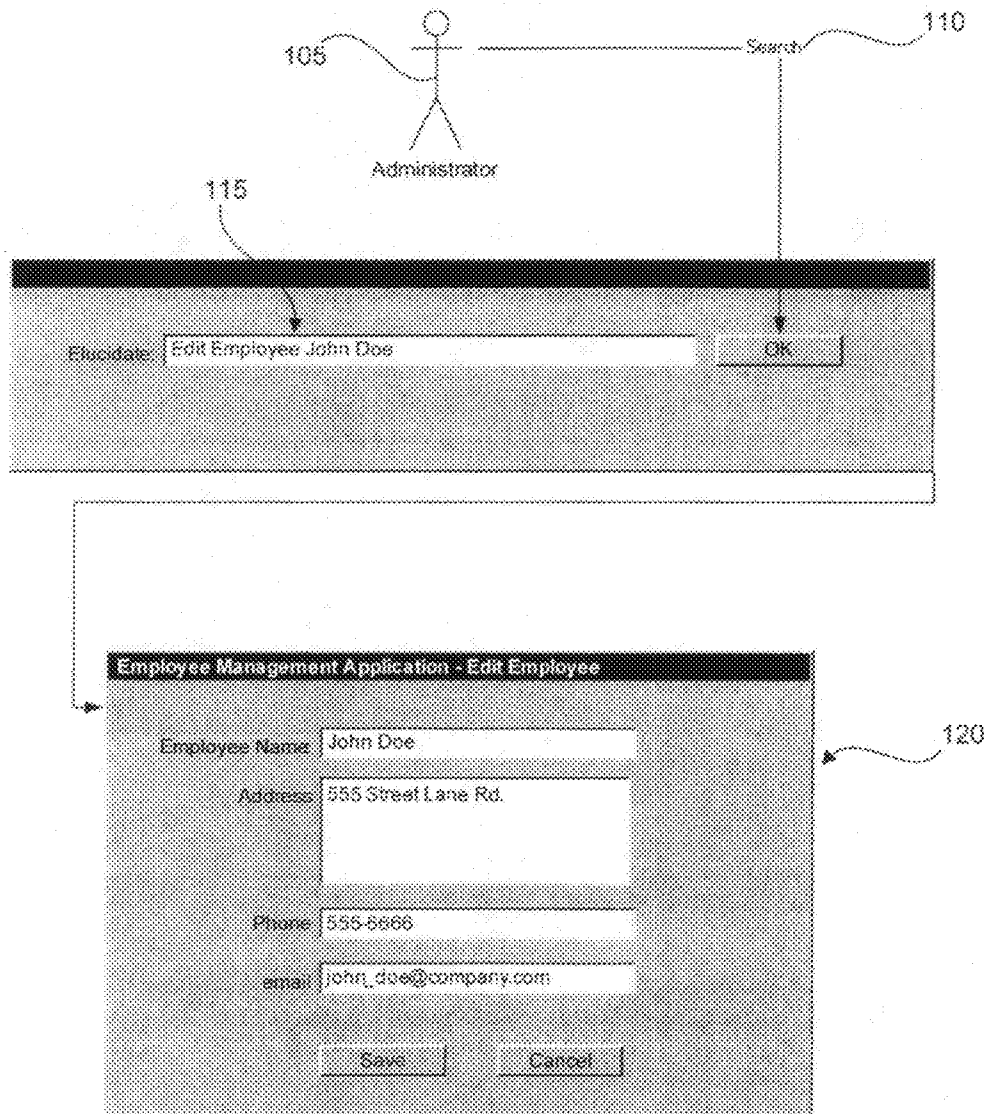 110
105
Search
Administrator
115
Elucidate: Edit Employee John Doe OK
Employee Management Application - Edit Employee
120
Employee Name: John Doe
Address: 555 Street Lane Rd.
Phone: 555-5666
email john_doe@company.com
Save Cancel